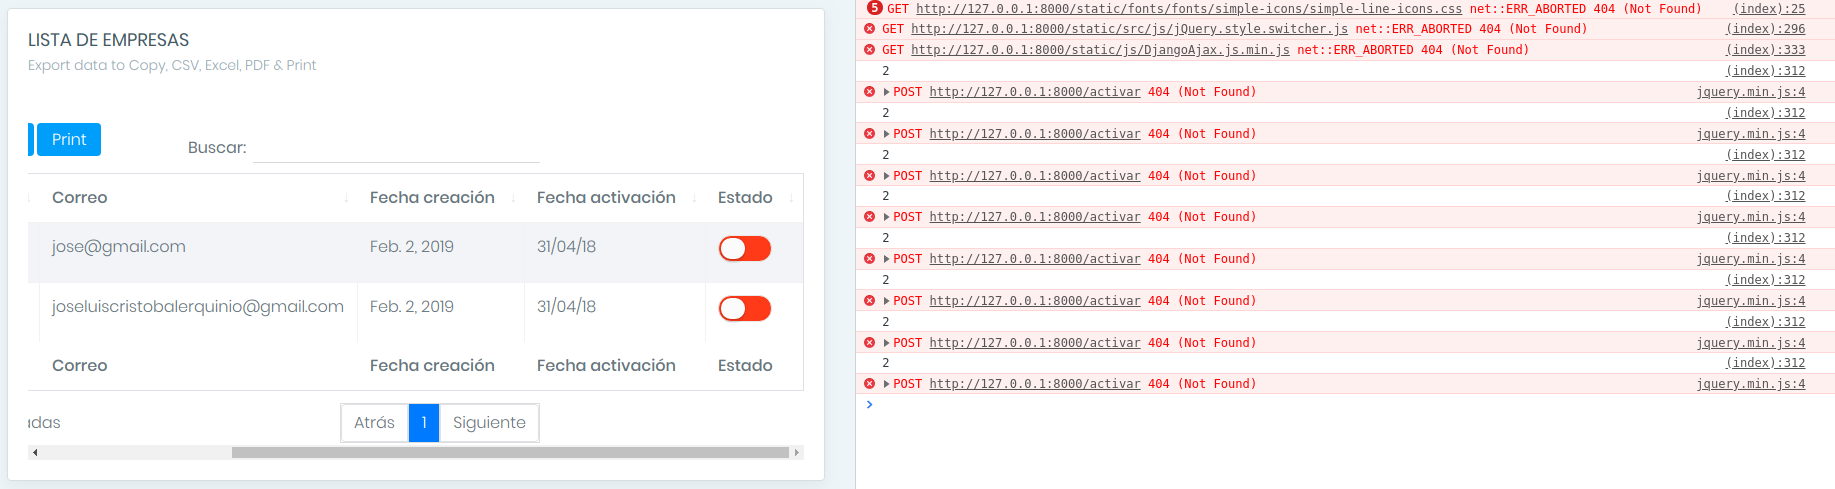 LISTA DE EMPRESAS
Export data to Copy, CSV, Excel, PDF & Print
Print
Buscar:
Correo Fecha creación Fecha activación Estado
jose@gmail.com Feb. 2, 2019 31/04/18
joseluiscristobalerquinio@gmail.com Feb. 2, 2019 31/04/18
Correo Fecha creación Fecha activación Estado
adas Atrás 1 Siguiente
5 GET http://127.0.0.1:8000/static/fonts/fonts/simple-icons/simple-line-icons.css net::ERR_ABORTED 404 (Not Found) (index):25
GET http://127.0.0.1:8000/static/src/js/jQuery.style.switcher.js net::ERR_ABORTED 404 (Not Found) (index):296
GET http://127.0.0.1:8000/static/js/DjangoAjax.js.min.js net::ERR_ABORTED 404 (Not Found) (index):333
2 (index):312
POST http://127.0.0.1:8000/activar 404 (Not Found) jquery.min.js:4
2 (index):312
POST http://127.0.0.1:8000/activar 404 (Not Found) jquery.min.js:4
2 (index):312
POST http://127.0.0.1:8000/activar 404 (Not Found) jquery.min.js:4
2 (index):312
POST http://127.0.0.1:8000/activar 404 (Not Found) jquery.min.js:4
2 (index):312
POST http://127.0.0.1:8000/activar 404 (Not Found) jquery.min.js:4
2 (index):312
POST http://127.0.0.1:8000/activar 404 (Not Found) jquery.min.js:4
2 (index):312
POST http://127.0.0.1:8000/activar 404 (Not Found) jquery.min.js:4
2 (index):312
POST http://127.0.0.1:8000/activar 404 (Not Found) jquery.min.js:4